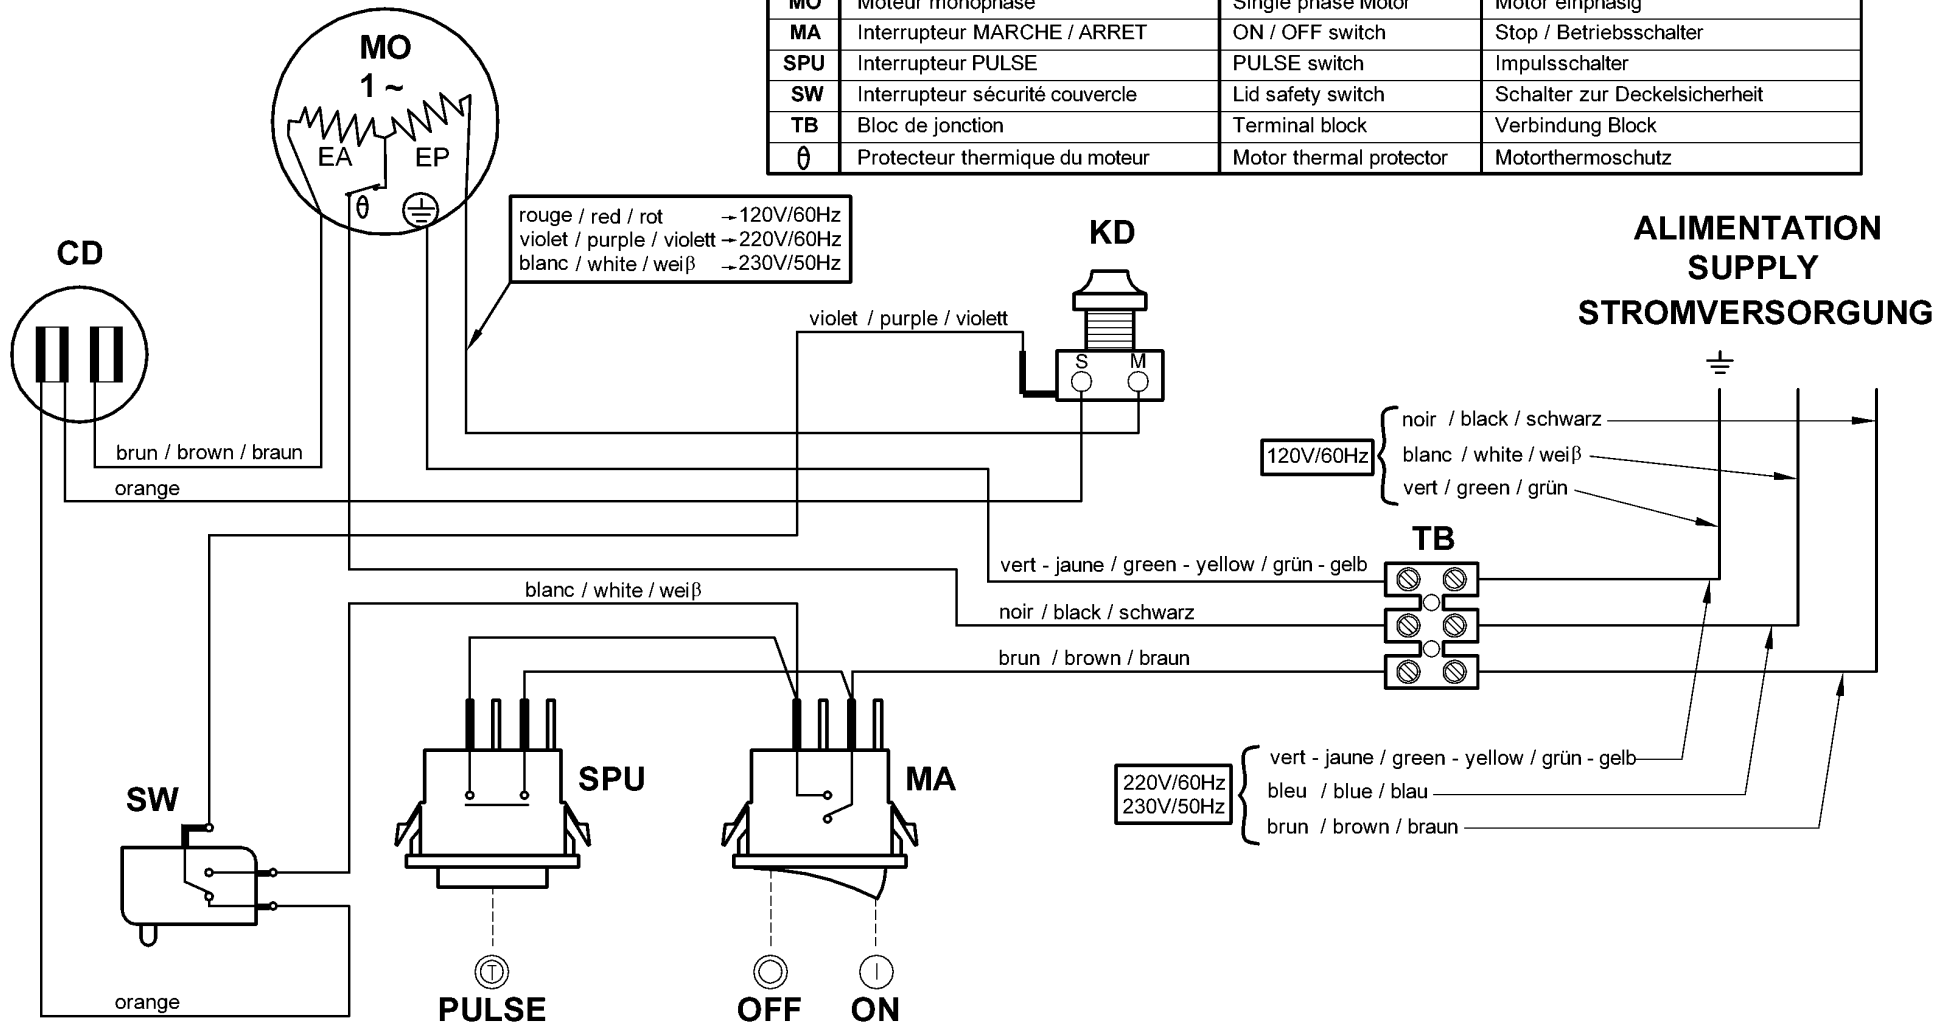 MO Moteur monophasé Single phase Motor Motor einphasig
MA Interrupteur MARCHE / ARRET ON / OFF switch Stop / Betriebsschalter
SPU Interrupteur PULSE PULSE switch Impulsschalter
SW Interrupteur sécurité couvercle Lid safety switch Schalter zur Deckelsicherheit
TB Bloc de jonction Terminal block Verbindung Block
θ Protecteur thermique du moteur Motor thermal protector Motorthermoschutz
MO
1 ~
EA EP
θ
rouge / red / rot → 120V/60Hz
violet / purple / violett → 220V/60Hz
blanc / white / weiβ → 230V/50Hz
CD
KD
ALIMENTATION
SUPPLY
STROMVERSORGUNG
violet / purple / violett
S M
brun / brown / braun
orange
120V/60Hz
noir / black / schwarz
blanc / white / weiβ
vert / green / grün
TB
vert - jaune / green - yellow / grün - gelb
blanc / white / weiβ
noir / black / schwarz
brun / brown / braun
SPU
MA
SW
220V/60Hz
230V/50Hz
vert - jaune / green - yellow / grün - gelb
bleu / blue / blau
brun / brown / braun
T
I
orange
PULSE
OFF
ON